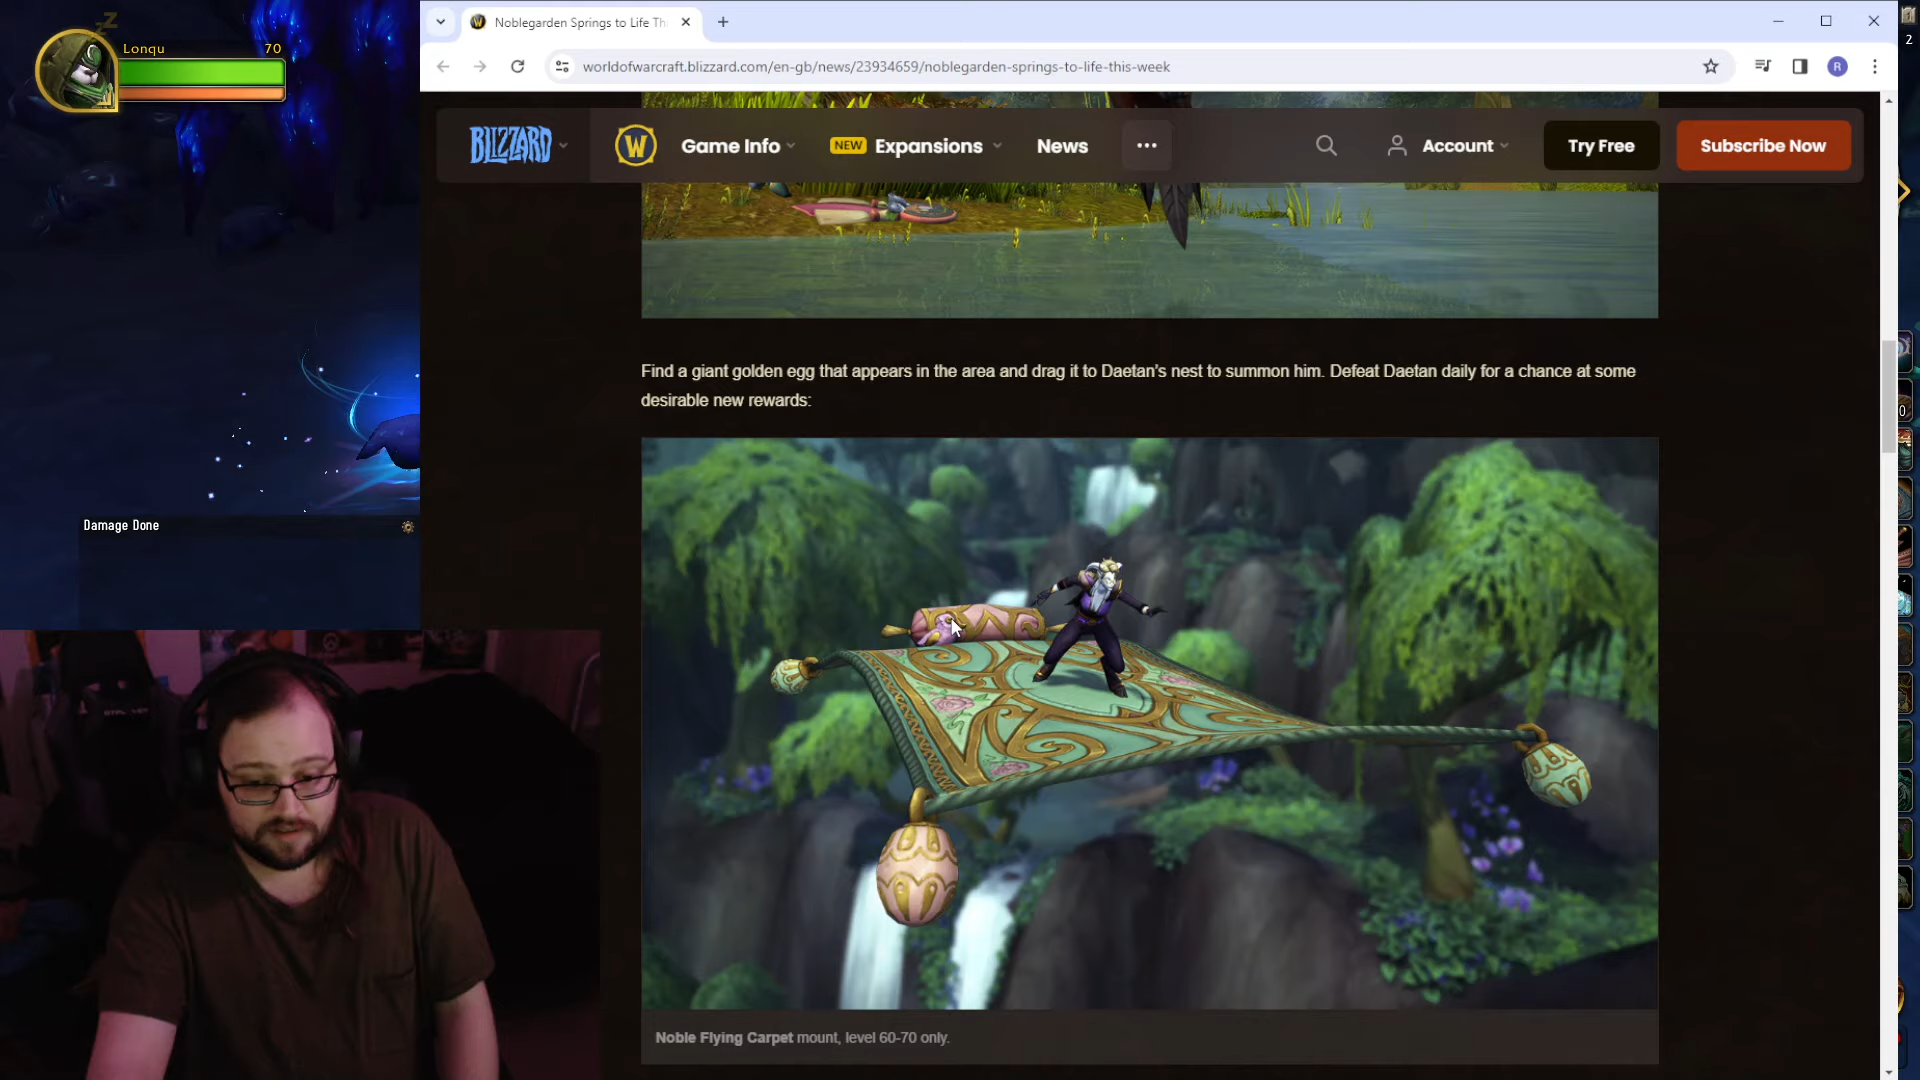 Lonqu 70
Damage Done
Noblegarden Springs to Life Th
worldofwarcraft.blizzard.com/en-gb/news/23934659/noblegarden-springs-to-life-this-week
R
2
BLIZZARD
W
Game Info
NEW Expansions
News
Account
Try Free
Subscribe Now
0
Find a giant golden egg that appears in the area and drag it to Daetan's nest to summon him. Defeat Daetan daily for a chance at some
desirable new rewards:
Noble Flying Carpet mount, level 60-70 only.